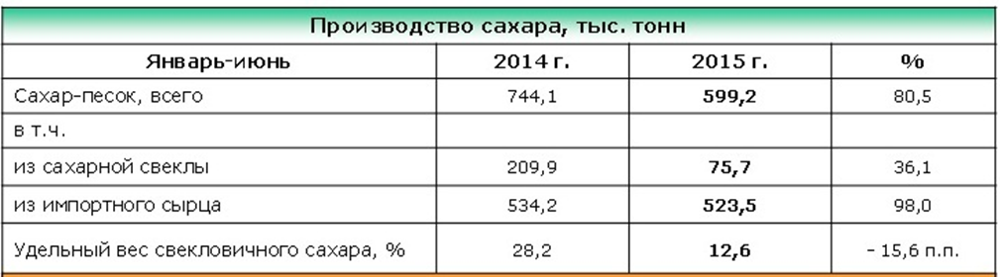 Производство сахара, тыс. тонн
Январь-июнь 2014 г. 2015 г. %
Сахар-песок, всего 744,1 599,2 80,5
в т.ч.
из сахарной свеклы 209,9 75,7 36,1
из импортного сырца 534,2 523,5 98,0
Удельный вес свекловичного сахара, % 28,2 12,6 - 15,6 п.п.